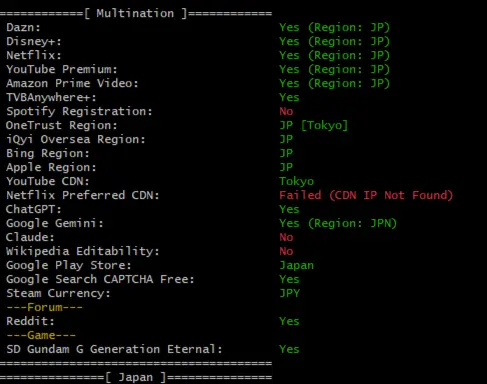 ============[ Multination ]============
Dazn: Yes (Region: JP)
Disney+: Yes (Region: JP)
Netflix: Yes (Region: JP)
YouTube Premium: Yes (Region: JP)
Amazon Prime Video: Yes (Region: JP)
TVBAnywhere+: Yes
Spotify Registration: No
OneTrust Region: JP [Tokyo]
iQyi Oversea Region: JP
Bing Region: JP
Apple Region: JP
YouTube CDN: Tokyo
Netflix Preferred CDN: Failed (CDN IP Not Found)
ChatGPT: Yes
Google Gemini: Yes (Region: JPN)
Claude: No
Wikipedia Editability: No
Google Play Store: Japan
Google Search CAPTCHA Free: Yes
Steam Currency: JPY
---Forum---
Reddit: Yes
---Game---
SD Gundam G Generation Eternal: Yes
=======================================
===============[ Japan ]===============